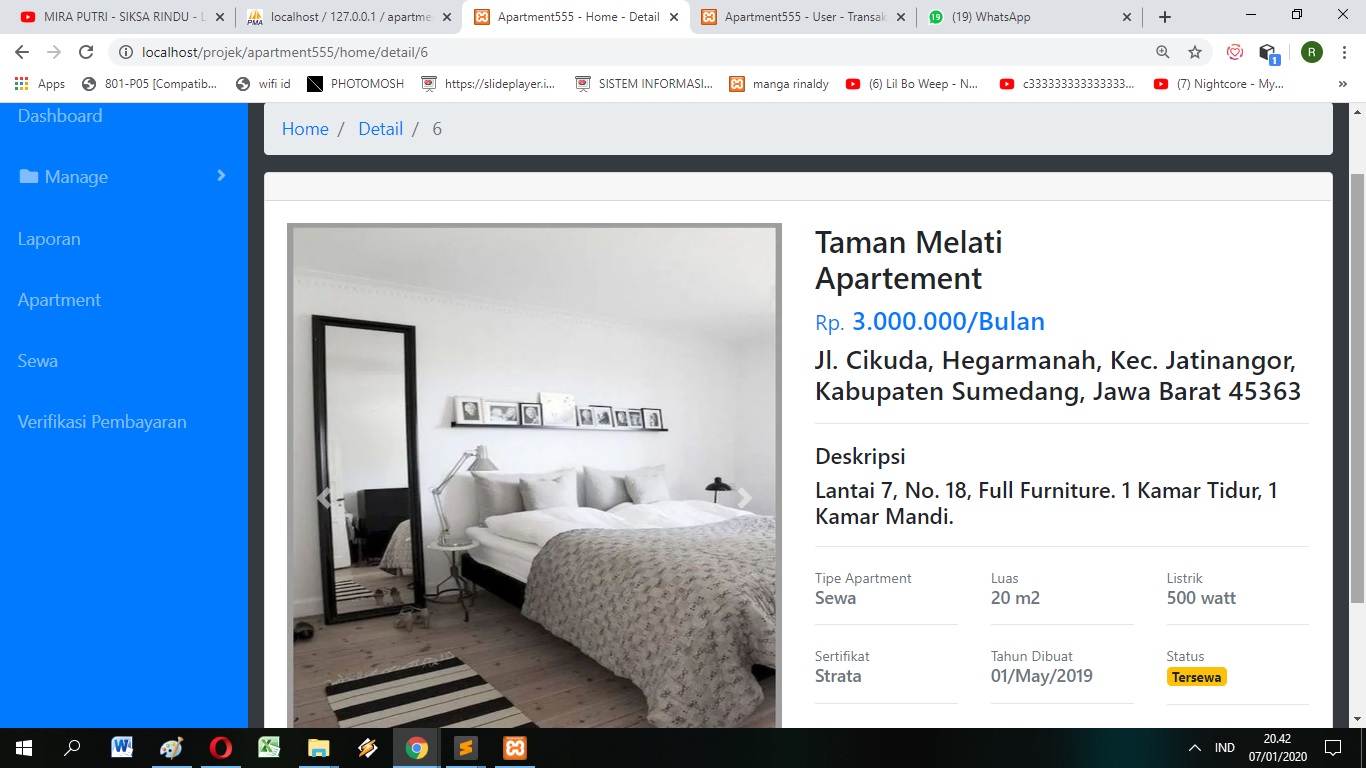 MIRA PUTRI - SIKSA RINDU - L
PMA
localhost / 127.0.0.1 / apartme
Apartment555 - Home - Detail
Apartment555 - User - Transak
19
(19) WhatsApp
localhost/projek/apartment555/home/detail/6
1
R
Apps
801-P05 [Compatib...
wifi id
PHOTOMOSH
https://slideplayer.i...
SISTEM INFORMASI...
manga rinaldy
(6) Lil Bo Weep - N...
c333333333333333...
(7) Nightcore - My...
»
Dashboard
Manage
Laporan
Apartment
Sewa
Verifikasi Pembayaran
Home / Detail / 6
Taman Melati
Apartement
Rp. 3.000.000/Bulan
Jl. Cikuda, Hegarmanah, Kec. Jatinangor,
Kabupaten Sumedang, Jawa Barat 45363
Deskripsi
Lantai 7, No. 18, Full Furniture. 1 Kamar Tidur, 1
Kamar Mandi.
Tipe Apartment
Sewa
Luas
20 m2
Listrik
500 watt
Sertifikat
Strata
Tahun Dibuat
01/May/2019
Status
Tersewa
IND
20.42
07/01/2020